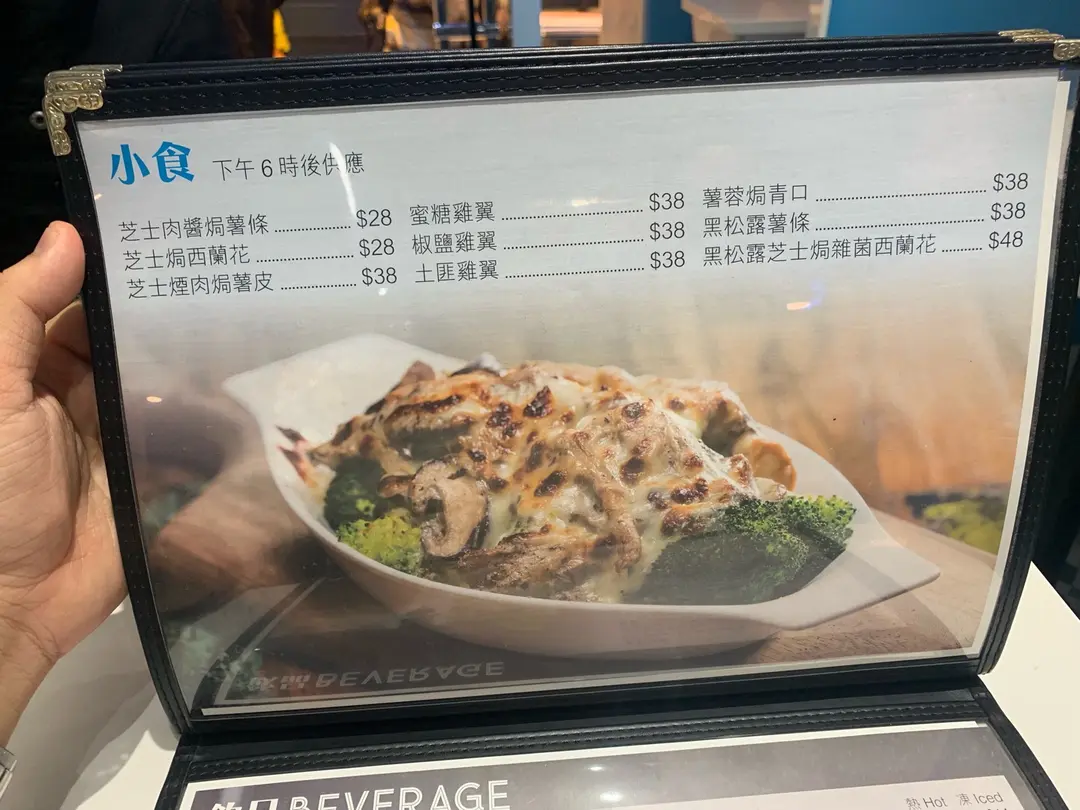 小食 下午6時後供應
芝士肉醬焗薯條 $28
芝士焗西蘭花 $28
芝士煙肉焗薯皮 $38
蜜糖雞翼 $38
椒鹽雞翼 $38
土匪雞翼 $38
薯蓉焗青口 $38
黑松露薯條 $38
黑松露芝士焗雜菌西蘭花 $48
飲品 BEVERAGE
飲品 BEVERAGE
熱 Hot 凍 Iced